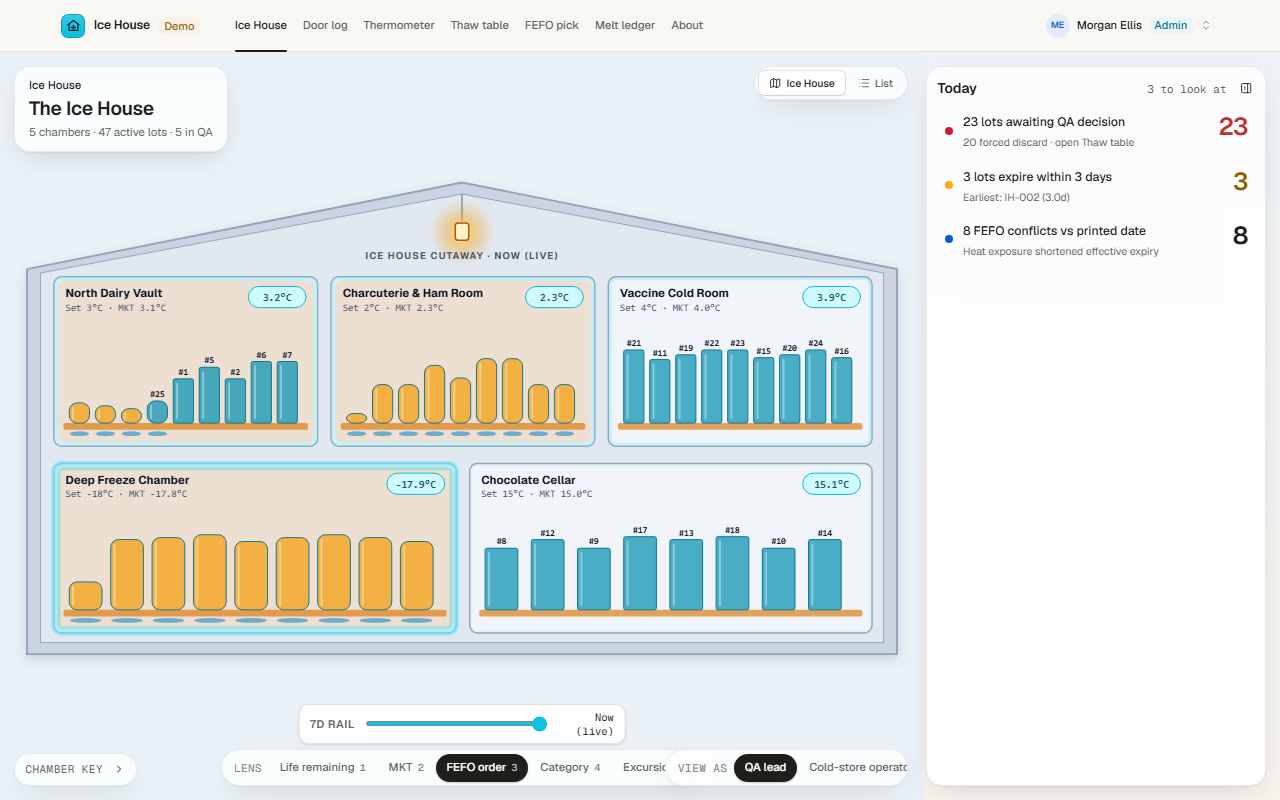 Ice House Demo Ice House Door log Thermometer Thaw table FEFO pick Melt ledger About ME Morgan Ellis Admin
Ice House
The Ice House
5 chambers · 47 active lots · 5 in QA
Ice House List
Today 3 to look at
23 lots awaiting QA decision 23
20 forced discard · open Thaw table
3 lots expire within 3 days 3
Earliest: IH-002 (3.0d)
8 FEFO conflicts vs printed date 8
Heat exposure shortened effective expiry
ICE HOUSE CUTAWAY · NOW (LIVE)
North Dairy Vault 3.2°C
Set 3°C · MKT 3.1°C
#25 #1 #5 #2 #6 #7
Charcuterie & Ham Room 2.3°C
Set 2°C · MKT 2.3°C
Vaccine Cold Room 3.9°C
Set 4°C · MKT 4.0°C
#21 #11 #19 #22 #23 #15 #20 #24 #16
Deep Freeze Chamber -17.9°C
Set -18°C · MKT -17.8°C
Chocolate Cellar 15.1°C
Set 15°C · MKT 15.0°C
#8 #12 #9 #17 #13 #18 #10 #14
7D RAIL Now
(live)
CHAMBER KEY
LENS Life remaining 1 MKT 2 FEFO order 3 Category 4 Excursio
VIEW AS QA lead Cold-store operato